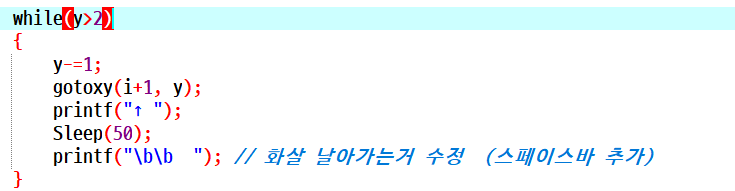 while(y>2)
{
    y-=1;
    gotoxy(i+1, y);
    printf("↑ ");
    Sleep(50);
    printf("\b\b  "); // 화살 날아가는거 수정  (스페이스바 추가)
}